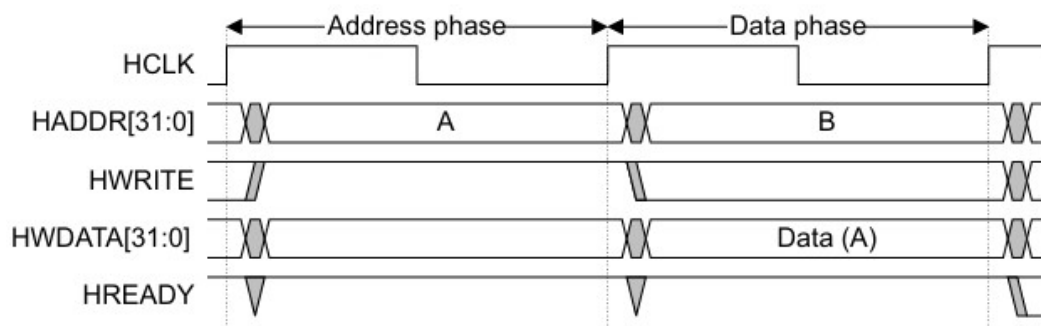 Address phase Data phase
HCLK
HADDR[31:0] A B
HWRITE
HWDATA[31:0] Data (A)
HREADY